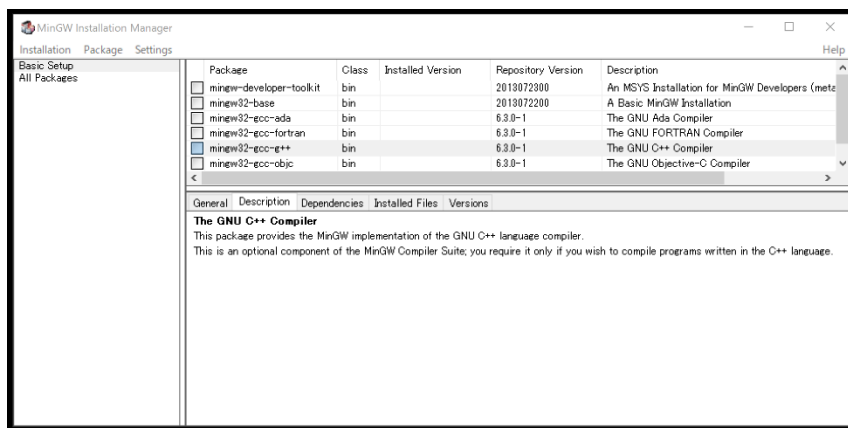 MinGW Installation Manager
Installation Package Settings Help
Basic Setup
All Packages
Package Class Installed Version Repository Version Description
mingw-developer-toolkit bin 2013072300 An MSYS Installation for MinGW Developers (meta
mingw32-base bin 2013072200 A Basic MinGW Installation
mingw32-gcc-ada bin 6.3.0-1 The GNU Ada Compiler
mingw32-gcc-fortran bin 6.3.0-1 The GNU FORTRAN Compiler
mingw32-gcc-g++ bin 6.3.0-1 The GNU C++ Compiler
mingw32-gcc-objc bin 6.3.0-1 The GNU Objective-C Compiler
General Description Dependencies Installed Files Versions
The GNU C++ Compiler
This package provides the MinGW implementation of the GNU C++ language compiler.
This is an optional component of the MinGW Compiler Suite; you require it only if you wish to compile programs written in the C++ language.